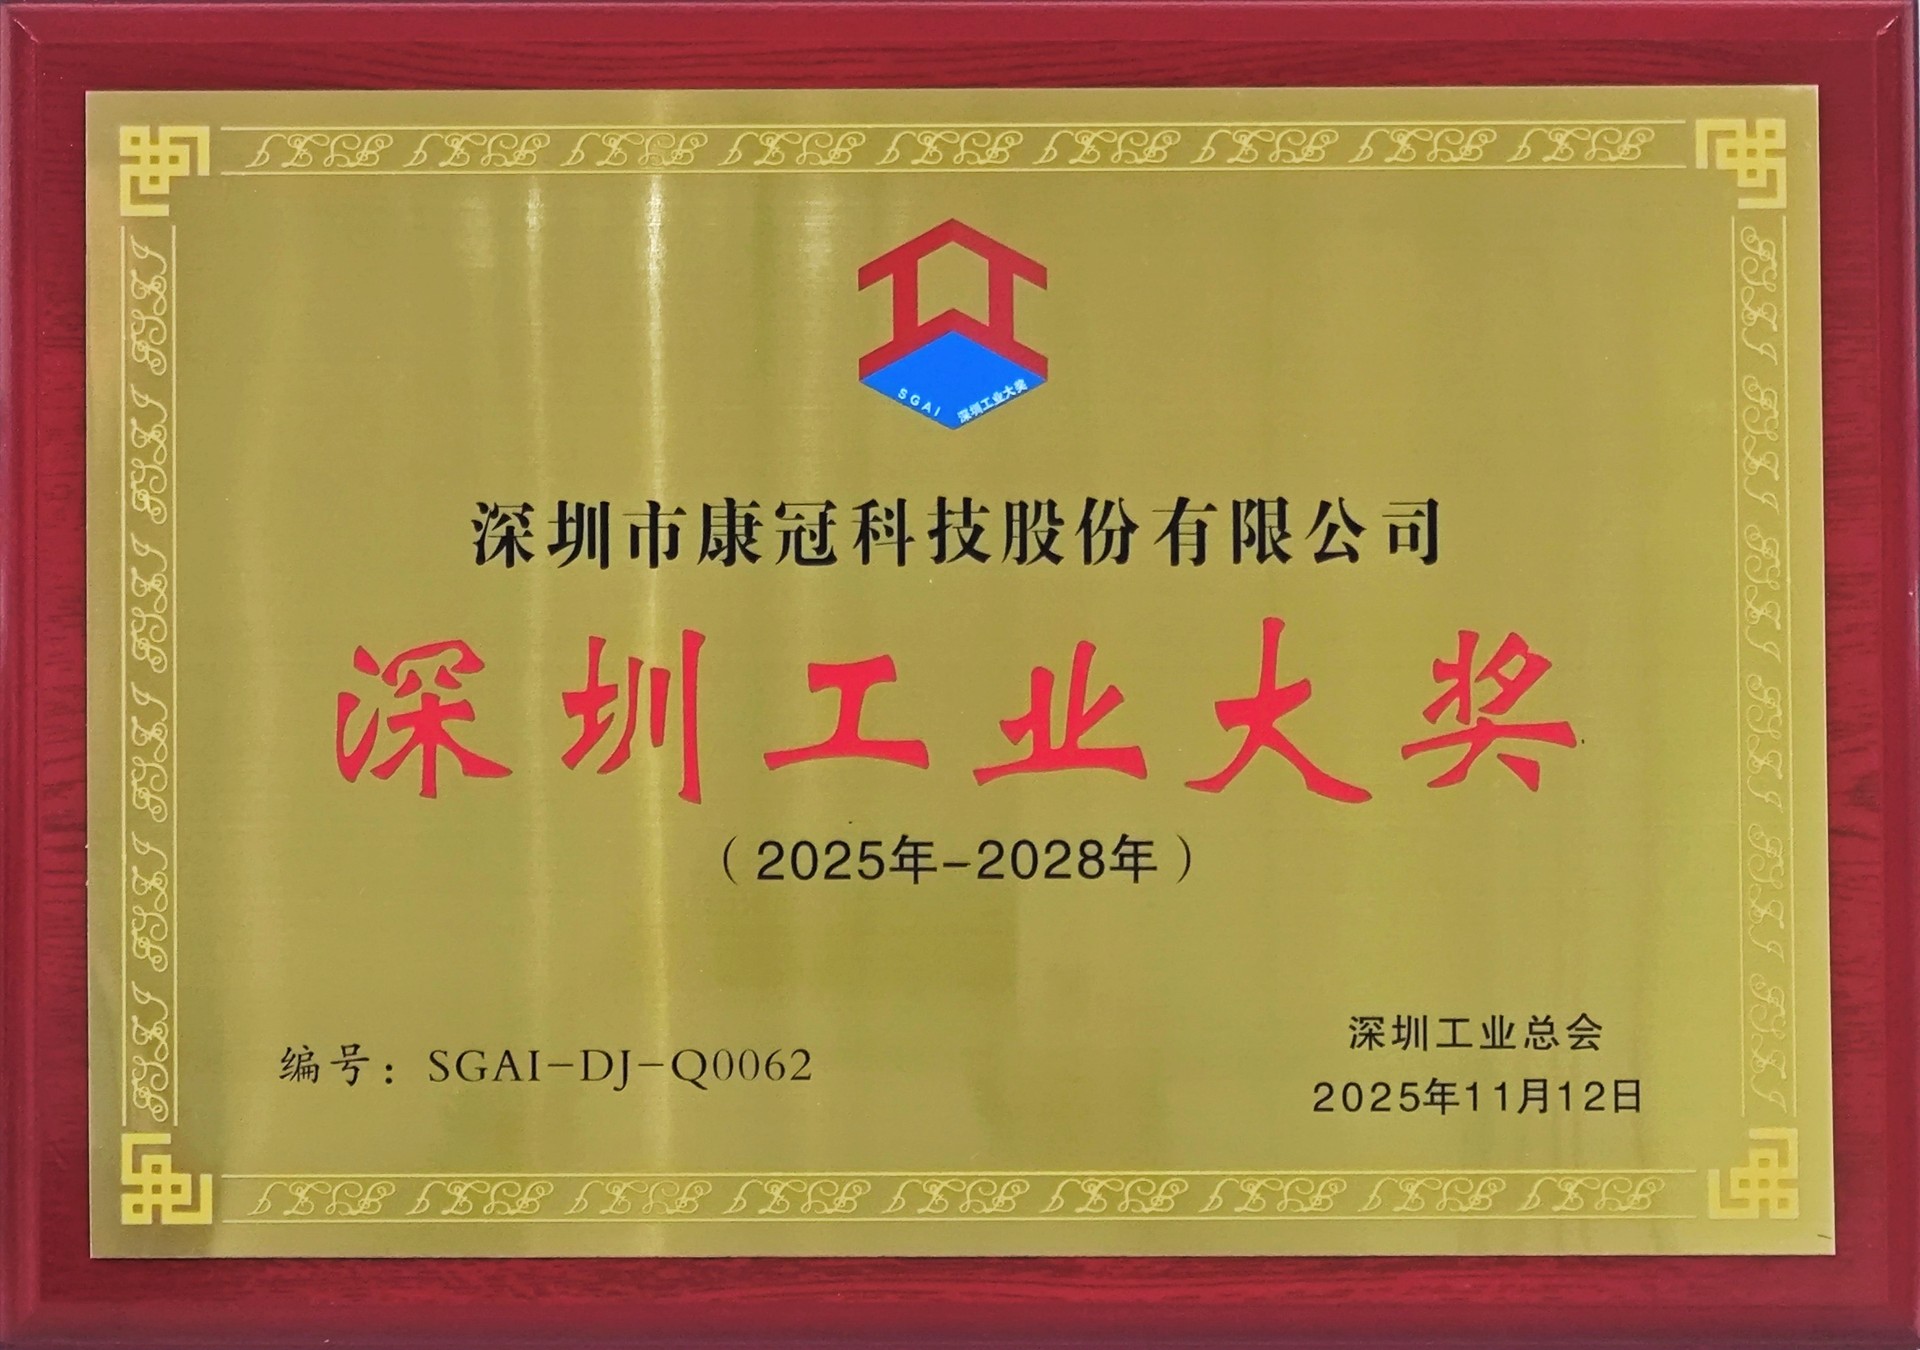 SGAI 深圳工业大奖
深圳市康冠科技股份有限公司
深圳工业大奖
（2025年-2028年）
编号：SGAI-DJ-Q0062
深圳工业总会
2025年11月12日